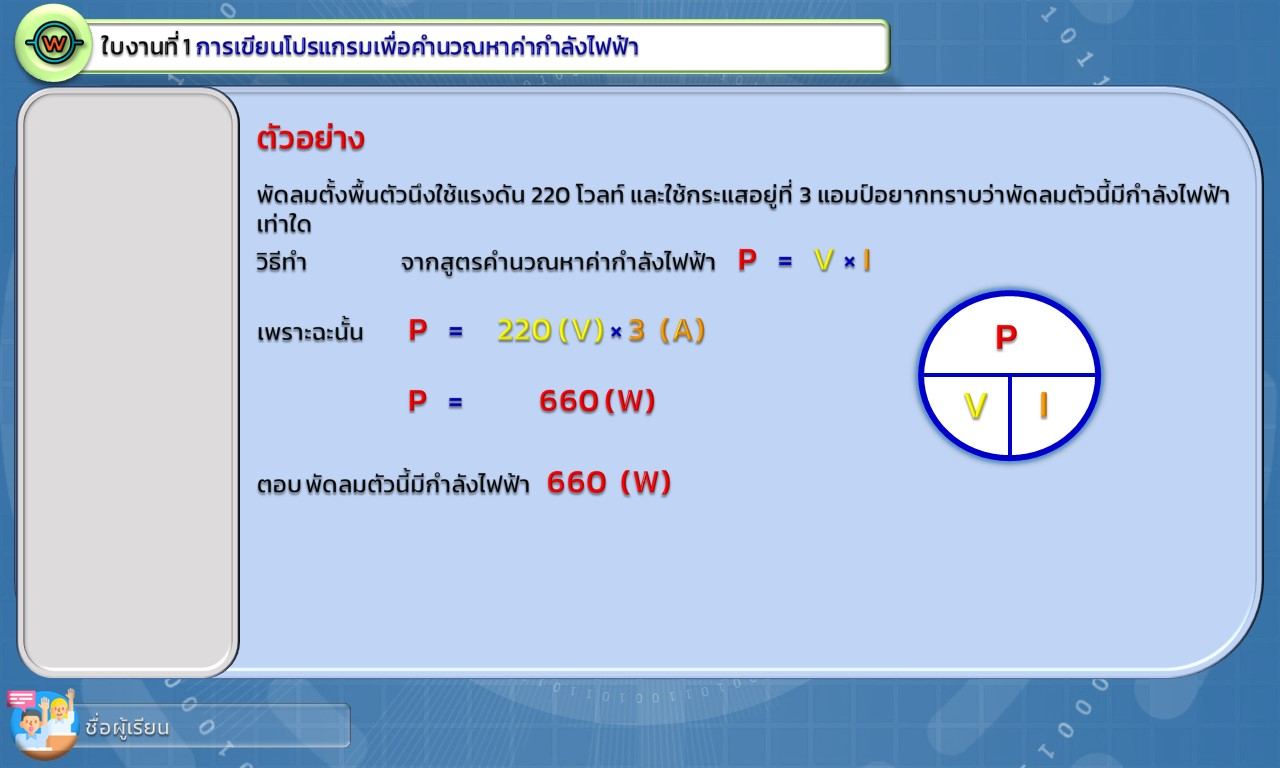 W
ใบงานที่ 1 การเขียนโปรแกรมเพื่อคำนวณหาค่ากำลังไฟฟ้า
ตัวอย่าง
พัดลมตั้งพื้นตัวนึงใช้แรงดัน 220 โวลท์ และใช้กระแสอยู่ที่ 3 แอมป์อยากทราบว่าพัดลมตัวนี้มีกำลังไฟฟ้า
เท่าใด
วิธีทำ จากสูตรคำนวณหาค่ากำลังไฟฟ้า P = V × I
เพราะฉะนั้น P = 220 (V) × 3 (A)
P = 660 (W)
P
V I
ตอบ พัดลมตัวนี้มีกำลังไฟฟ้า 660 (W)
ชื่อผู้เรียน